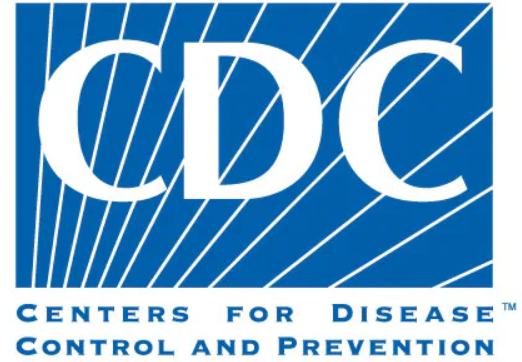 CDC
CENTERS FOR DISEASE™
CONTROL AND PREVENTION